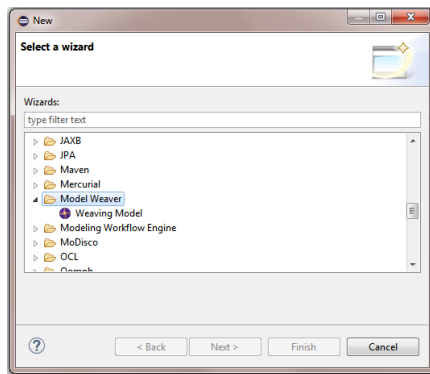 New
Select a wizard
Wizards:
type filter text
JAXB
JPA
Maven
Mercurial
Model Weaver
Weaving Model
Modeling Workflow Engine
MoDisco
OCL
Oomph
?
< Back
Next >
Finish
Cancel